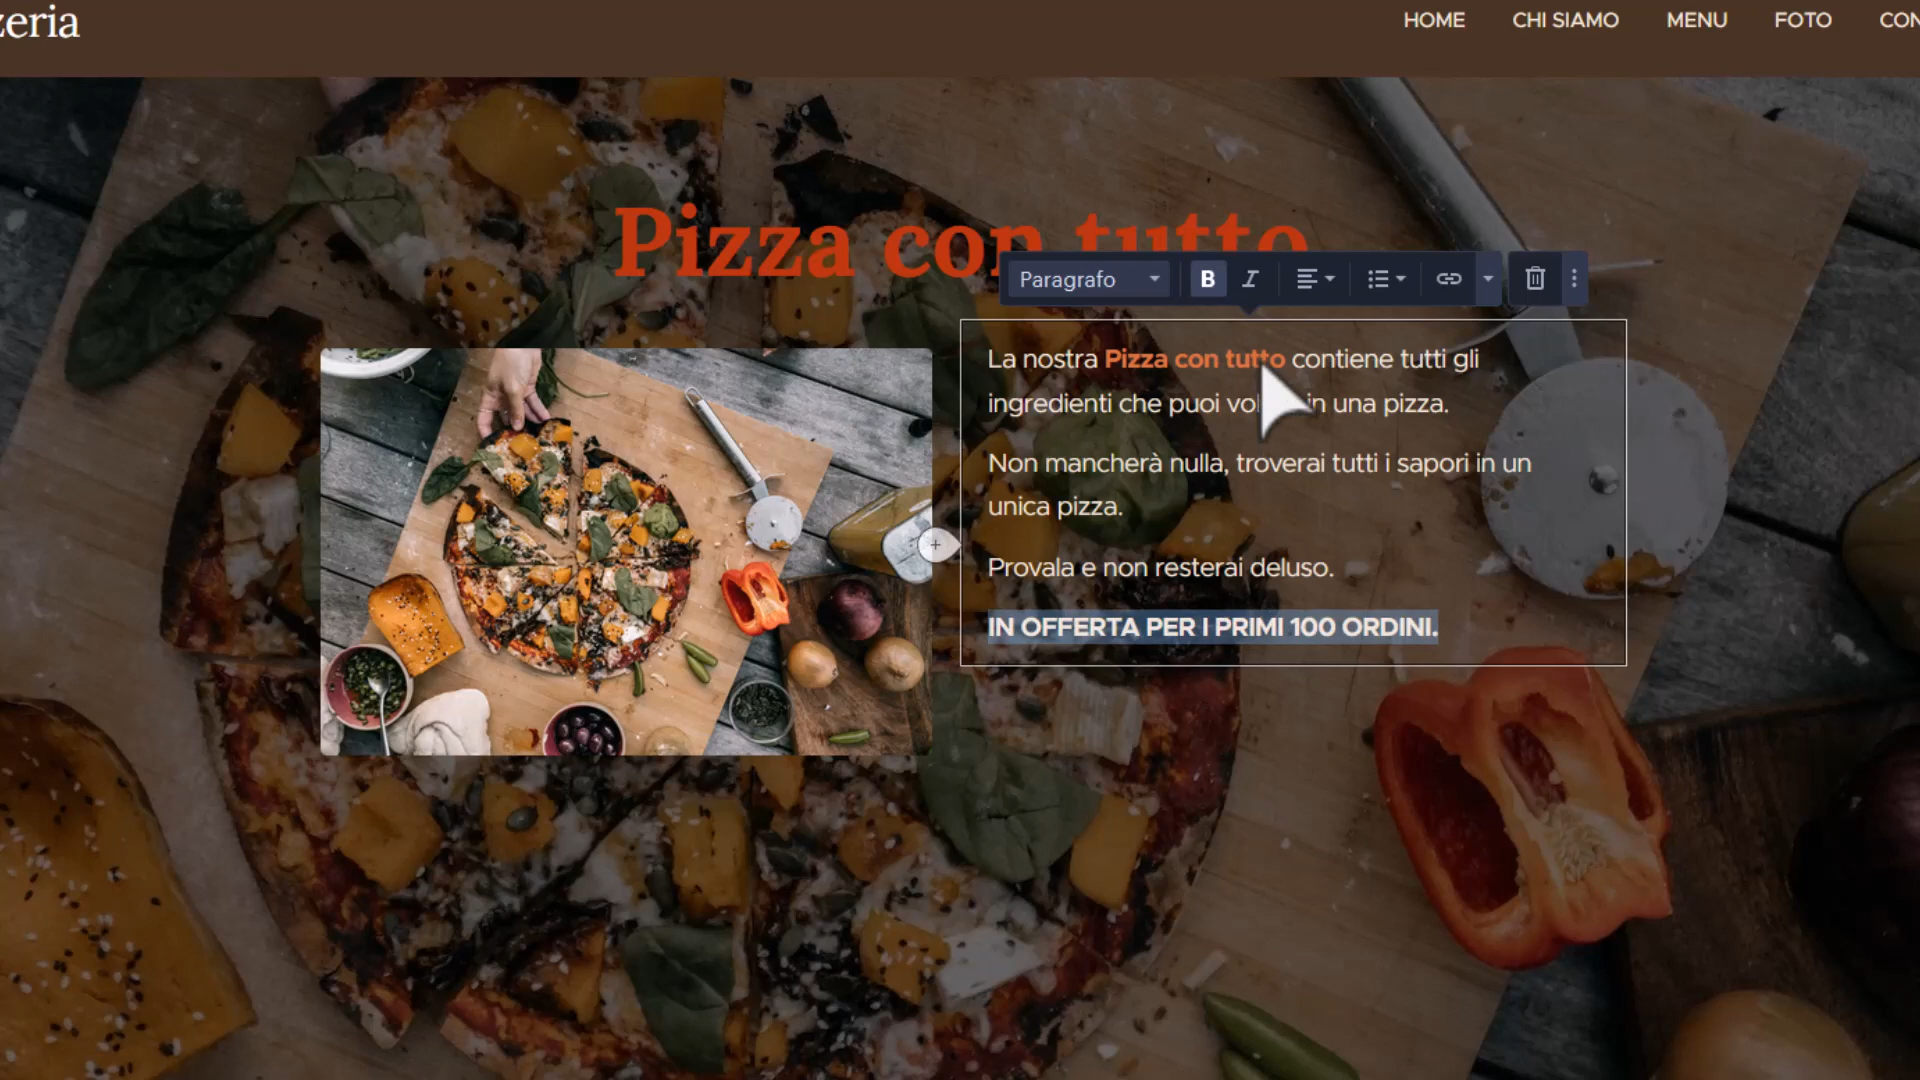 zeria
HOME CHI SIAMO MENU FOTO CON
Pizza con tutto
Paragrafo B I
La nostra Pizza con tutto contiene tutti gli
ingredienti che puoi in una pizza.
Non mancherà nulla, troverai tutti i sapori in un
unica pizza.
Provala e non resterai deluso.
IN OFFERTA PER I PRIMI 100 ORDINI.